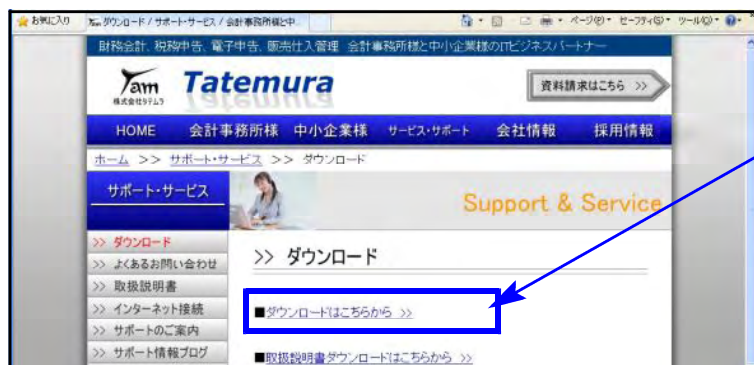 お気に入り ダウンロード / サポート・サービス / 会計事務所様と中... ページ(P) セーフティ(S) ツール(O)
財務会計、税務申告、電子申告、販売仕入管理 会計事務所様と中小企業様のITビジネスパートナー
Tam Tatemura 資料請求はこちら >>
株式会社タテムラ
HOME 会計事務所様 中小企業様 サービス・サポート 会社情報 採用情報
ホーム >> サポート・サービス >> ダウンロード
サポート・サービス
Support & Service
>> ダウンロード
>> よくあるお問い合わせ
>> 取扱説明書
>> インターネット接続
>> サポートのご案内
>> サポート情報ブログ
>> ダウンロード
■ダウンロードはこちらから >>
■取扱説明書ダウンロードはこちらから >>